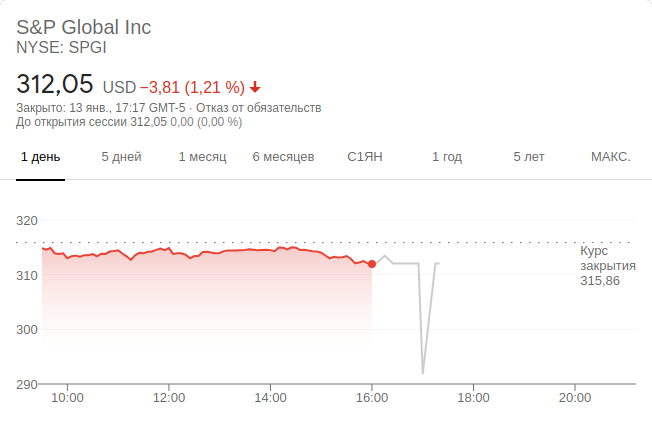 S&P Global Inc
NYSE: SPGI
312,05 USD −3,81 (1,21 %)
Закрыто: 13 янв., 17:17 GMT-5 · Отказ от обязательств
До открытия сессии 312,05 0,00 (0,00 %)
1 день 5 дней 1 месяц 6 месяцев С1ЯН 1 год 5 лет МАКС.
320
Курс
закрытия
315,86
310
300
290
10:00 12:00 14:00 16:00 18:00 20:00